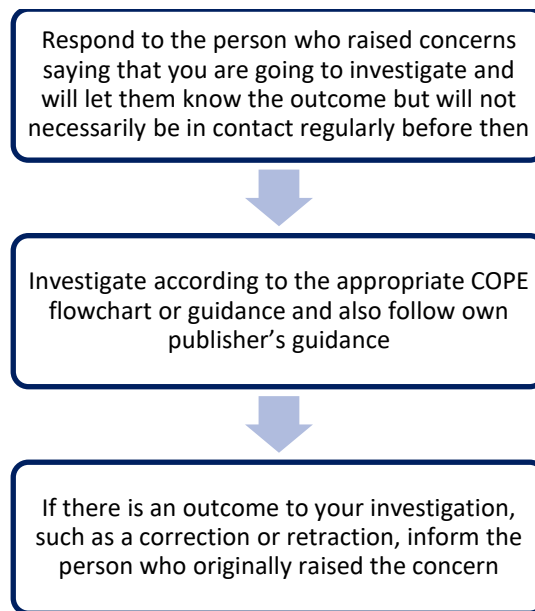 Respond to the person who raised concerns
saying that you are going to investigate and
will let them know the outcome but will not
necessarily be in contact regularly before then
Investigate according to the appropriate COPE
flowchart or guidance and also follow own
publisher’s guidance
If there is an outcome to your investigation,
such as a correction or retraction, inform the
person who originally raised the concern